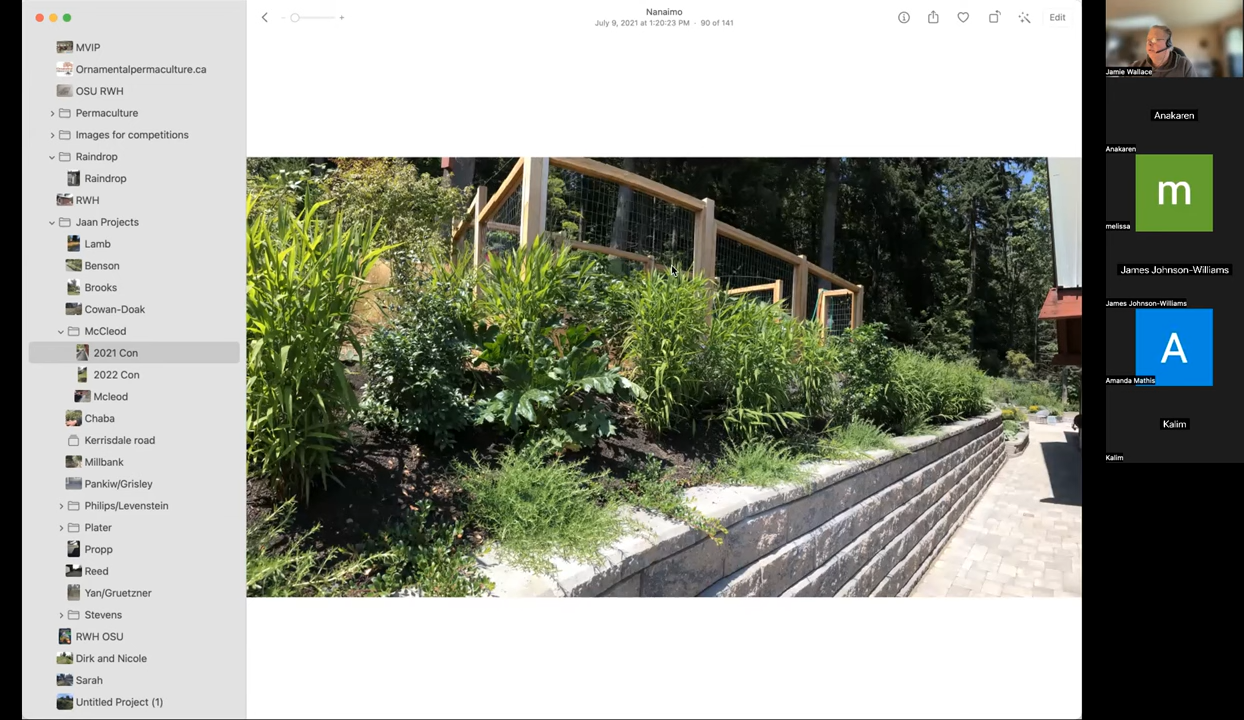 Nanaimo
July 9, 2021 at 1:20:23 PM · 90 of 141
Edit
MVIP
Ornamentalpermaculture.ca
OSU RWH
Permaculture
Images for competitions
Raindrop
Raindrop
RWH
Jaan Projects
Lamb
Benson
Brooks
Cowan-Doak
McCleod
2021 Con
2022 Con
Mcleod
Chaba
Kerrisdale road
Millbank
Pankiw/Grisley
Philips/Levenstein
Plater
Propp
Reed
Yan/Gruetzner
Stevens
RWH OSU
Dirk and Nicole
Sarah
Untitled Project (1)
Jamie Wallace
Anakaren
Anakaren
m
melissa
James Johnson-Williams
James Johnson-Williams
A
Amanda Mathis
Kalim
Kalim